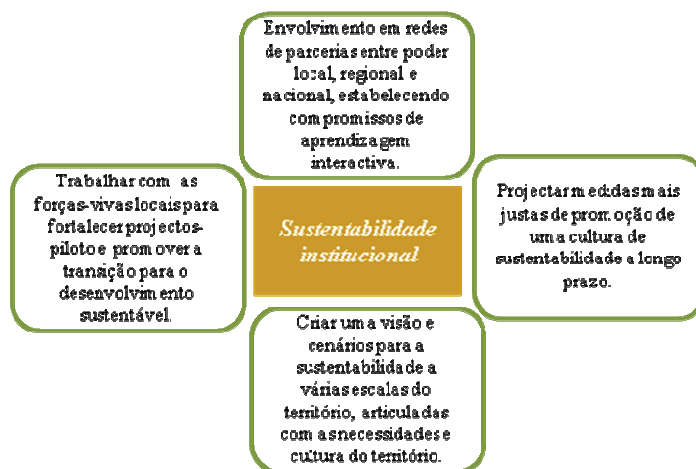 Envolvimento em redes
de parcerias entre poder
local, regional e
nacional, estabelecendo
compromissos de
aprendizagem
interactiva.
Trabalhar com as
forças-vivas locais para
fortalecer projectos-
piloto e promover a
transição para o
desenvolvimento
sustentável.
Sustentabilidade
institucional
Projectar medidas mais
justas de promoção de
uma cultura de
sustentabilidade a longo
prazo.
Criar uma visão e
cenários para a
sustentabilidade a
várias escalas do
território, articuladas
com as necessidades e
cultura do território.